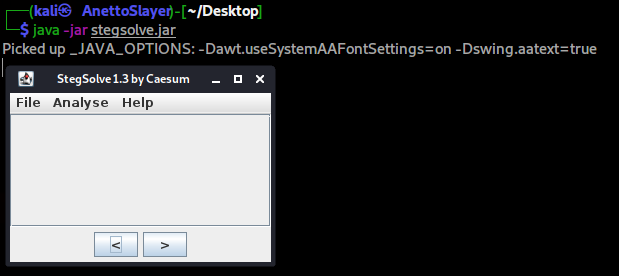 (kali㉿ AnettoSlayer)-[~/Desktop]
$ java -jar stegsolve.jar
Picked up _JAVA_OPTIONS: -Dawt.useSystemAAFontSettings=on -Dswing.aatext=true
StegSolve 1.3 by Caesum
File Analyse Help
< >